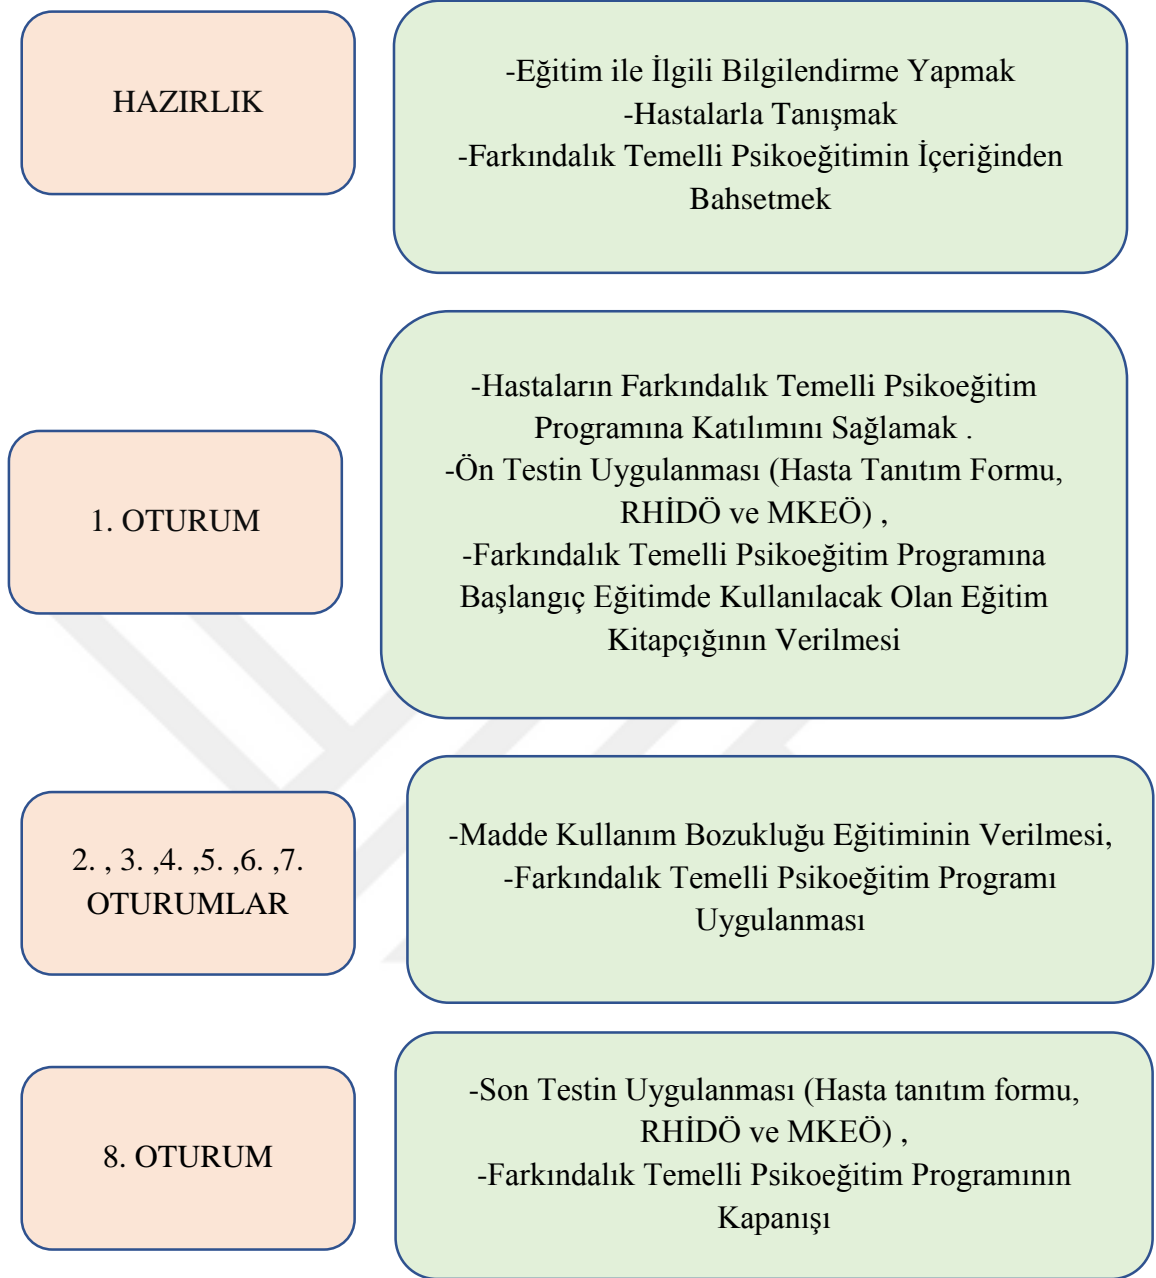 HAZIRLIK
-Eğitim ile İlgili Bilgilendirme Yapmak
-Hastalarla Tanışmak
-Farkındalık Temelli Psikoeğitimin İçeriğinden
Bahsetmek
1. OTURUM
-Hastaların Farkındalık Temelli Psikoeğitim
Programına Katılımını Sağlamak .
-Ön Testin Uygulanması (Hasta Tanıtım Formu,
RHİDÖ ve MKEÖ) ,
-Farkındalık Temelli Psikoeğitim Programına
Başlangıç Eğitimde Kullanılacak Olan Eğitim
Kitapçığının Verilmesi
2. , 3. ,4. ,5. ,6. ,7.
OTURUMLAR
-Madde Kullanım Bozukluğu Eğitiminin Verilmesi,
-Farkındalık Temelli Psikoeğitim Programı
Uygulanması
8. OTURUM
-Son Testin Uygulanması (Hasta tanıtım formu,
RHİDÖ ve MKEÖ) ,
-Farkındalık Temelli Psikoeğitim Programının
Kapanışı